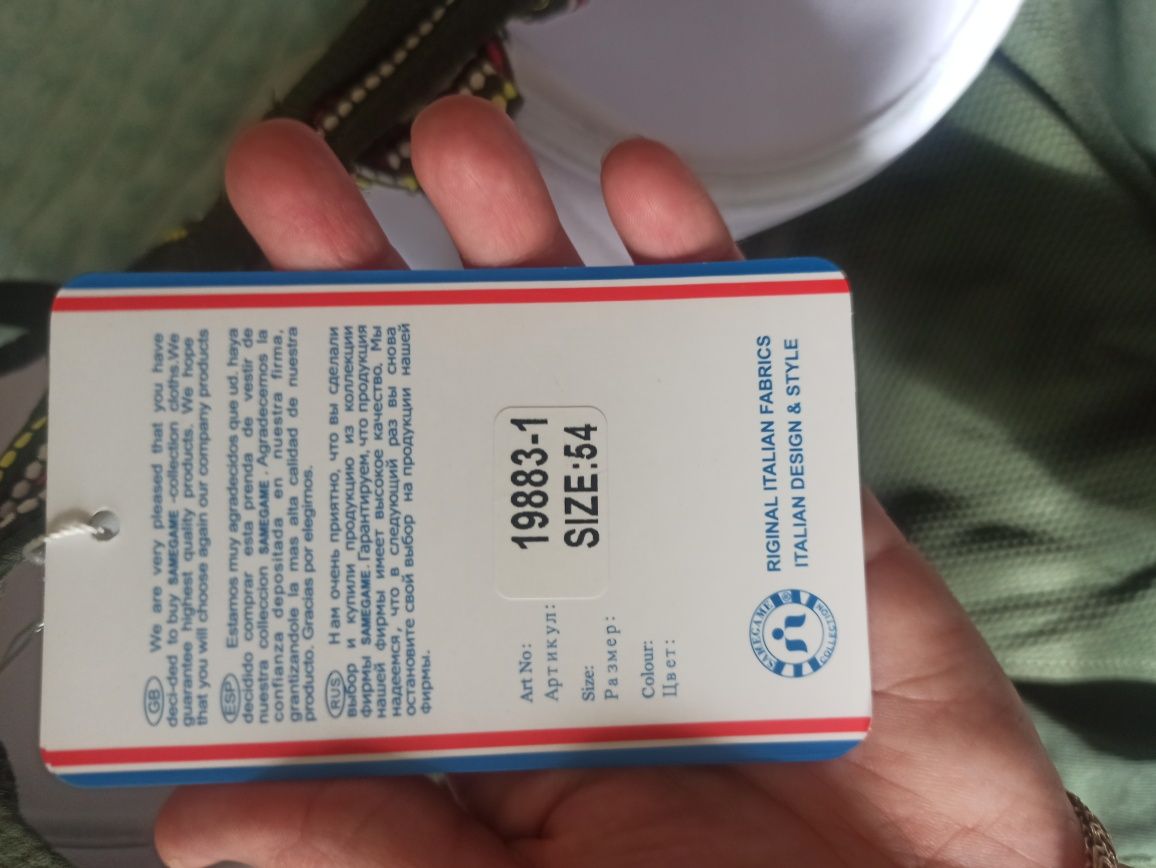 GB We are very pleased that you have
deci-ded to buy SAMEGAME -collection cloths.We
guarantee highest quality products. We hope
that you will choose again our company products
ESP Estamos muy agradecidos que ud. haya
decidido comprar esta prenda de vestir de
nuestra colleccion SAMEGAME . Agradecemos la
confianza depositada en nuestra firma,
grantizandole la mas alta calidad de nuestra
producto. Gracias por elegirnos.
RUS Нам очень приятно, что вы сделали
выбор и купили продукцию из коллекции
фирмы SAMEGAME. Гарантируем, что продукция
нашей фирмы имеет высокое качество. Мы
надеемся, что в следующий раз вы снова
остановите свой выбор на продукции нашей
фирмы.
Art No:
Артикул:
19883-1
Size:
SIZE:54
Размер:
Colour:
Цвет:
SAMEGAME
COLLECTION
®
RIGINAL ITALIAN FABRICS
ITALIAN DESIGN & STYLE